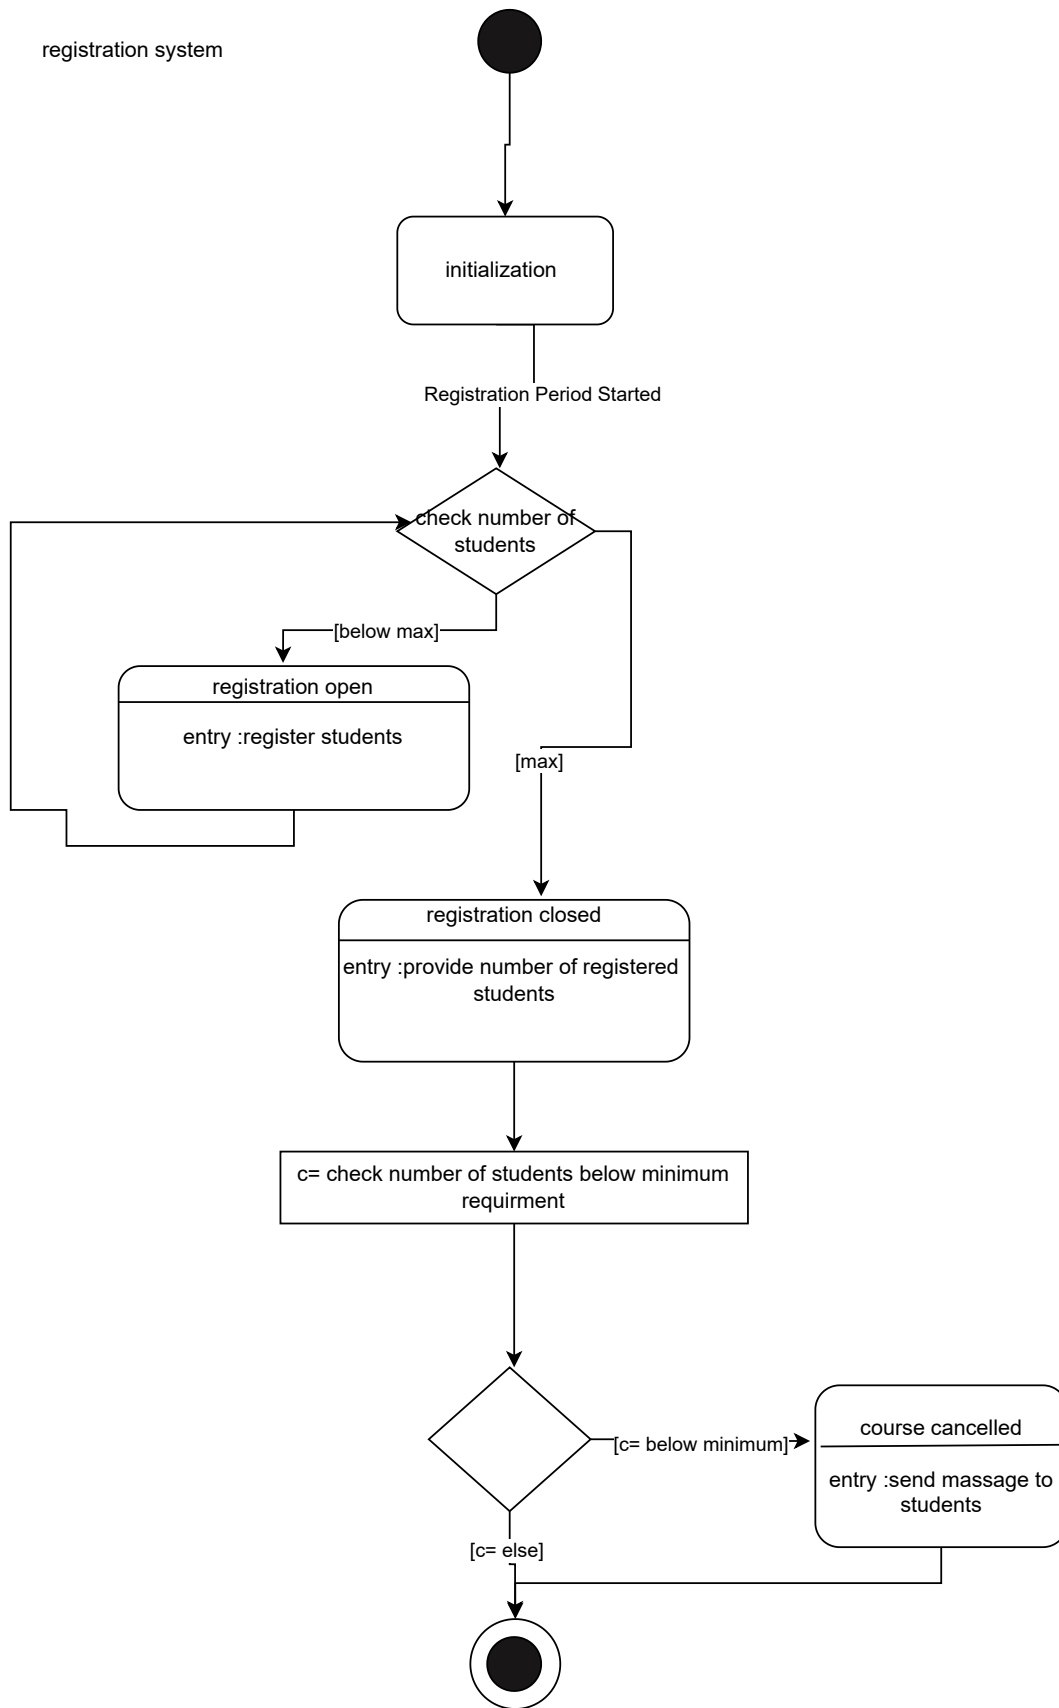 registration system
initialization
Registration Period Started
check number of
students
[below max]
registration open
entry :register students
[max]
registration closed
entry :provide number of registered
students
c= check number of students below minimum
requirment
[c= below minimum]
course cancelled
entry :send massage to
students
[c= else]